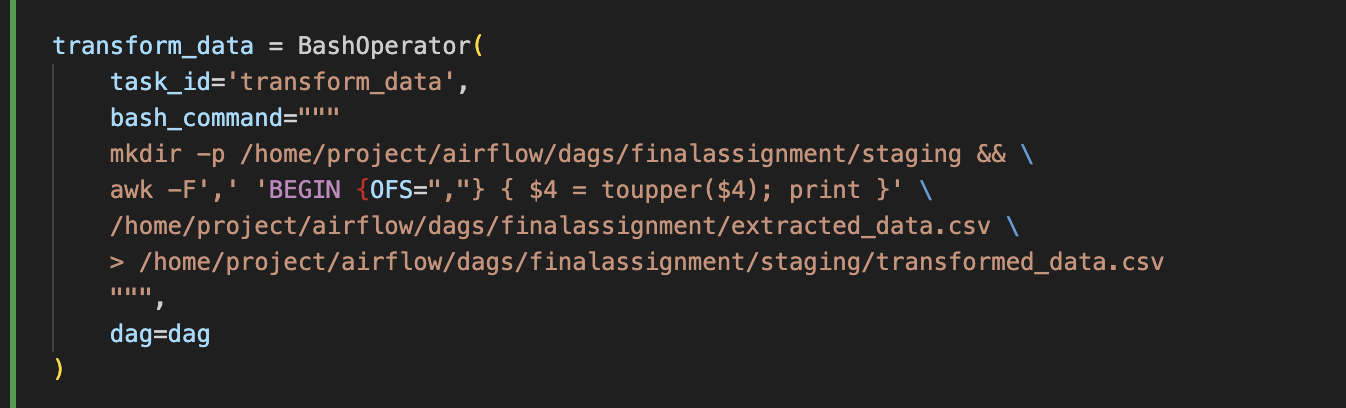 transform_data = BashOperator(
    task_id='transform_data',
    bash_command="""
    mkdir -p /home/project/airflow/dags/finalassignment/staging && \
    awk -F',' 'BEGIN {OFS=","} { $4 = toupper($4); print }' \
    /home/project/airflow/dags/finalassignment/extracted_data.csv \
    > /home/project/airflow/dags/finalassignment/staging/transformed_data.csv
    """,
    dag=dag
)